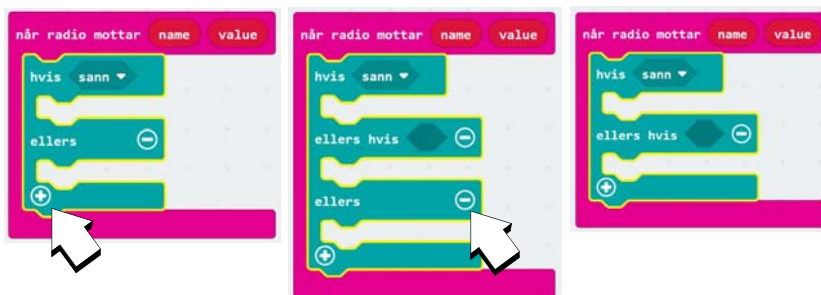 når radio mottar name value
hvis sann
ellers
når radio mottar name value
hvis sann
ellers hvis
ellers
når radio mottar name value
hvis sann
ellers hvis